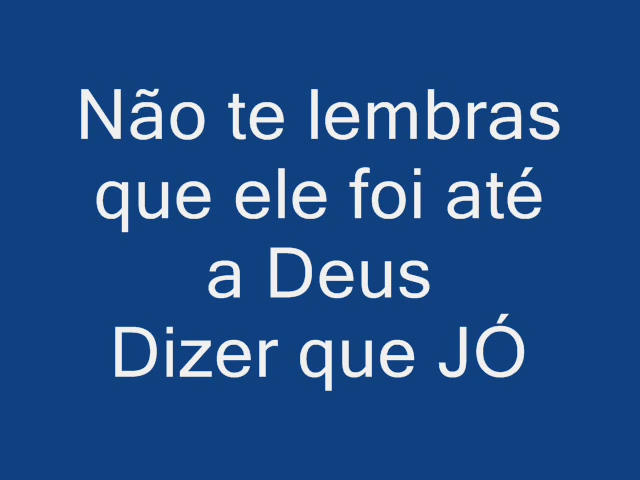 Não te lembras
que ele foi até
a Deus
Dizer que JÓ